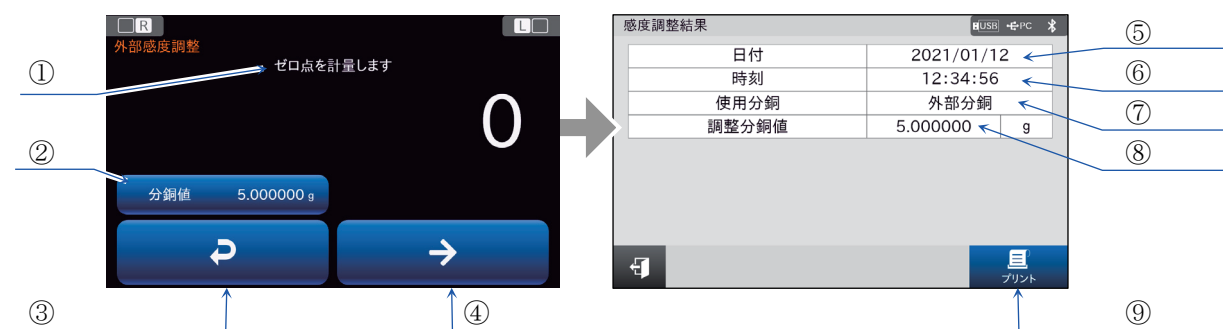 R
L
外部感度調整
ゼロ点を計量します
①
0
②
分銅値 5.000000 g
③
④
感度調整結果
USB PC
日付 2021/01/12
時刻 12:34:56
使用分銅 外部分銅
調整分銅値 5.000000 g
⑤
⑥
⑦
⑧
プリント
⑨